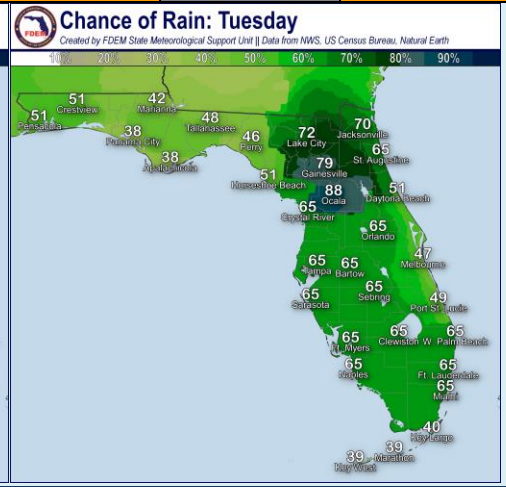 FDEM
Chance of Rain: Tuesday
Created by FDEM State Meteorological Support Unit || Data from NWS, US Census Bureau, Natural Earth
10% 20% 30% 40% 50% 60% 70% 80% 90%
51
Pensacola
51
Crestview
42
Marianna
38
Panama City
38
Apalachicola
48
Tallahassee
46
Perry
51
Horseshoe Beach
72
Lake City
70
Jacksonville
65
St. Augustine
79
Gainesville
88
Ocala
51
Daytona Beach
65
Crystal River
65
Orlando
47
Melbourne
65
Tampa
65
Bartow
65
Sebring
65
Sarasota
49
Port St. Lucie
65
Ft. Myers
65
Clewiston
65
W Palm Beach
65
Naples
65
Ft. Lauderdale
65
Miami
40
Key Largo
39
Marathon
39
Key West